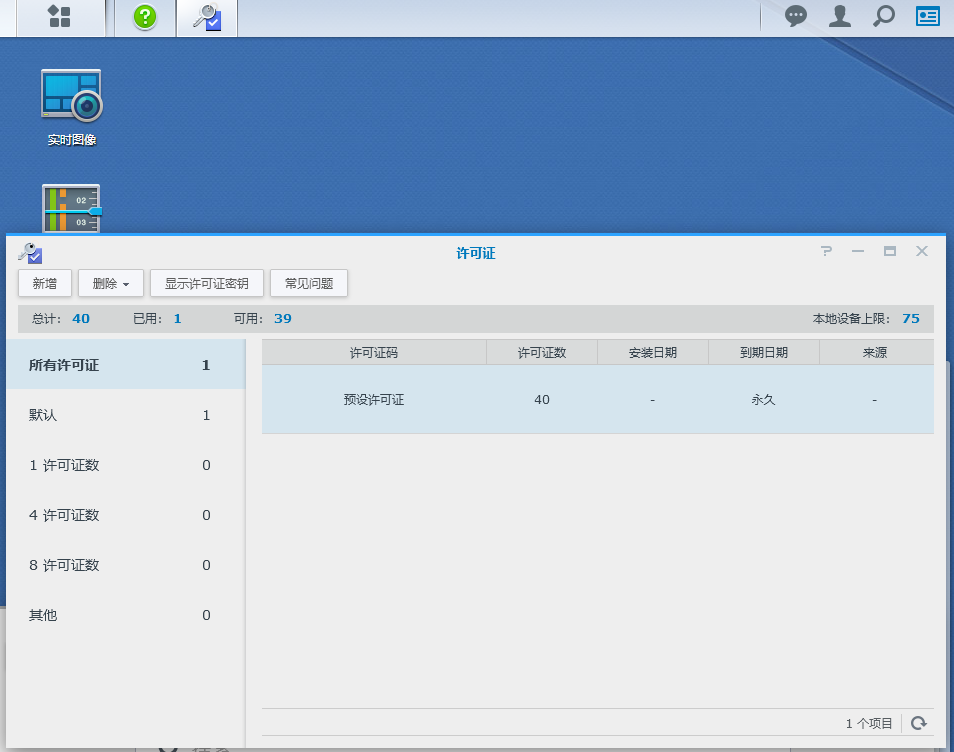 实时图像
02
03
许可证
新增 删除 显示许可证密钥 常见问题
总计: 40 已用: 1 可用: 39 本地设备上限: 75
所有许可证 1
默认 1
1 许可证数 0
4 许可证数 0
8 许可证数 0
其他 0
许可证码 许可证数 安装日期 到期日期 来源
预设许可证 40 - 永久 -
1 个项目